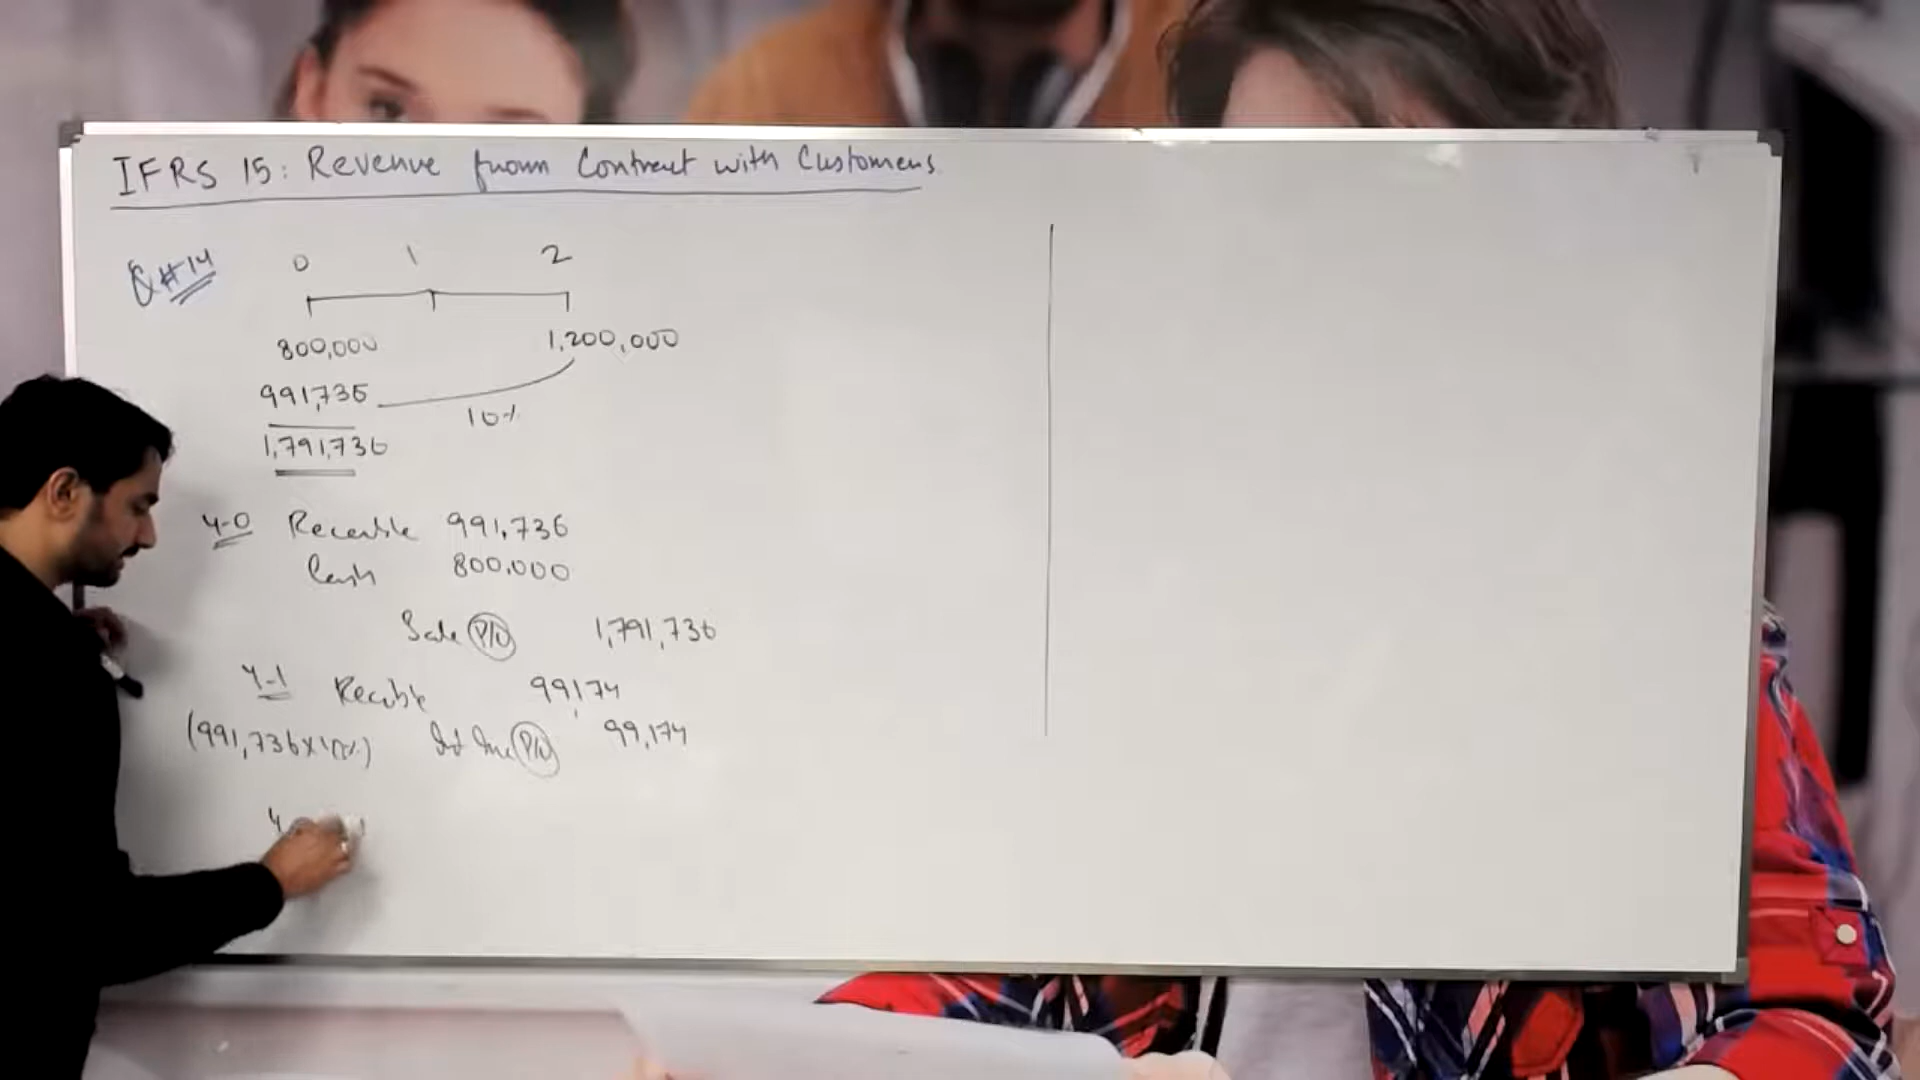 IFRS 15: Revenue from Contract with Customers
Q#14
0 1 2
800,000 1,200,000
991,736
10%
1,791,736
Y-0 Receivable 991,736
Cash 800,000
Sale P/L 1,791,736
Y-1 Receivable 99,174
(991,736x10%) Int Inc P/L 99,174
Y